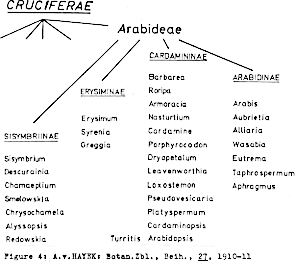 CRUCIFERAE
Arabideae
CARDAMININAE
Barbarea
Roripa
Armoracia
Nasturtium
Cardamine
Porphyrocodon
Dryapetalum
Leavenworthia
Loxostemon
Pseudovesicaria
Platyspermum
Cardaminopsis
Turritis Arabidopsis
ARABIDINAE
Arabis
Aubrietia
Alliaria
Wasabia
Eutrema
Taphrospermum
Aphragmus
ERYSIMINAE
Erysimum
Syrenia
Greggia
SISYMBRIINAE
Sisymbrium
Descurainia
Chamaeplium
Smelowskia
Chrysochamela
Alyssopsis
Redowskia
Figure 4: A.v.HAYEK: Botan.Zbl., Beih., 27, 1910-11